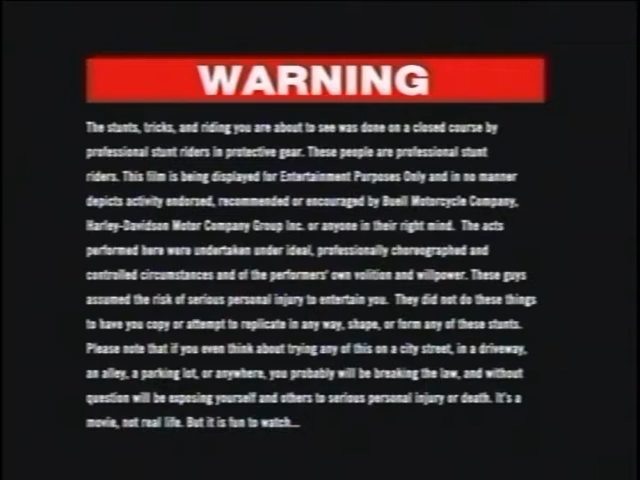 WARNING
The stunts, tricks, and riding you are about to see was done on a closed course by
professional stunt riders in protective gear. These people are professional stunt
riders. This film is being displayed for Entertainment Purposes Only and in no manner
depicts activity endorsed, recommended or encouraged by Buell Motorcycle Company,
Harley-Davidson Motor Company Group Inc. or anyone in their right mind. The acts
performed here were undertaken under ideal, professionally choreographed and
controlled circumstances and of the performers' own volition and willpower. These guys
assumed the risk of serious personal injury to entertain you. They did not do these things
to have you copy or attempt to replicate in any way, shape, or form any of these stunts.
Please note that if you even think about trying any of this on a city street, in a driveway,
an alley, a parking lot, or anywhere, you probably will be breaking the law, and without
question will be exposing yourself and others to serious personal injury or death. It's a
movie, not real life. But it is fun to watch...